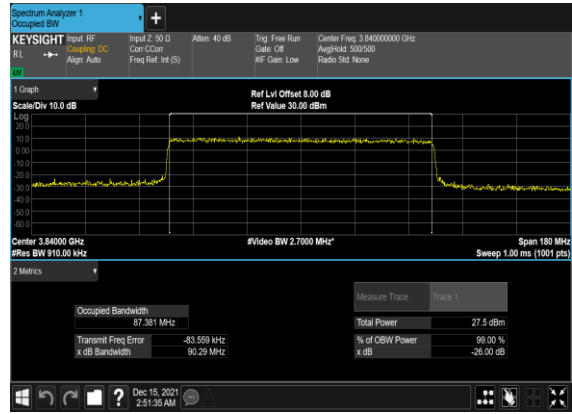 Spectrum Analyzer 1
Occupied BW
KEYSIGHT
Input: RF
Coupling: DC
Align: Auto
Input Z: 50 Ω
Corr CCorr
Freq Ref: Int (S)
Atten: 40 dB
Trig: Free Run
Gate: Off
#IF Gain: Low
Center Freq: 3.840000000 GHz
Avg|Hold: 500/500
Radio Std: None
RL
LXI
1 Graph
Scale/Div 10.0 dB
Ref Lvl Offset 8.00 dB
Ref Value 30.00 dBm
Log
20.0
10.0
0.00
-10.0
-20.0
-30.0
-40.0
-50.0
-60.0
Center 3.84000 GHz
#Video BW 2.7000 MHz*
Span 180 MHz
#Res BW 910.00 kHz
Sweep 1.00 ms (1001 pts)
2 Metrics
Measure Trace Trace 1
Occupied Bandwidth
87.381 MHz
Total Power 27.5 dBm
Transmit Freq Error -83.559 kHz
% of OBW Power 99.00 %
x dB Bandwidth 90.29 MHz
x dB -26.00 dB
?
Dec 15, 2021
2:51:35 AM